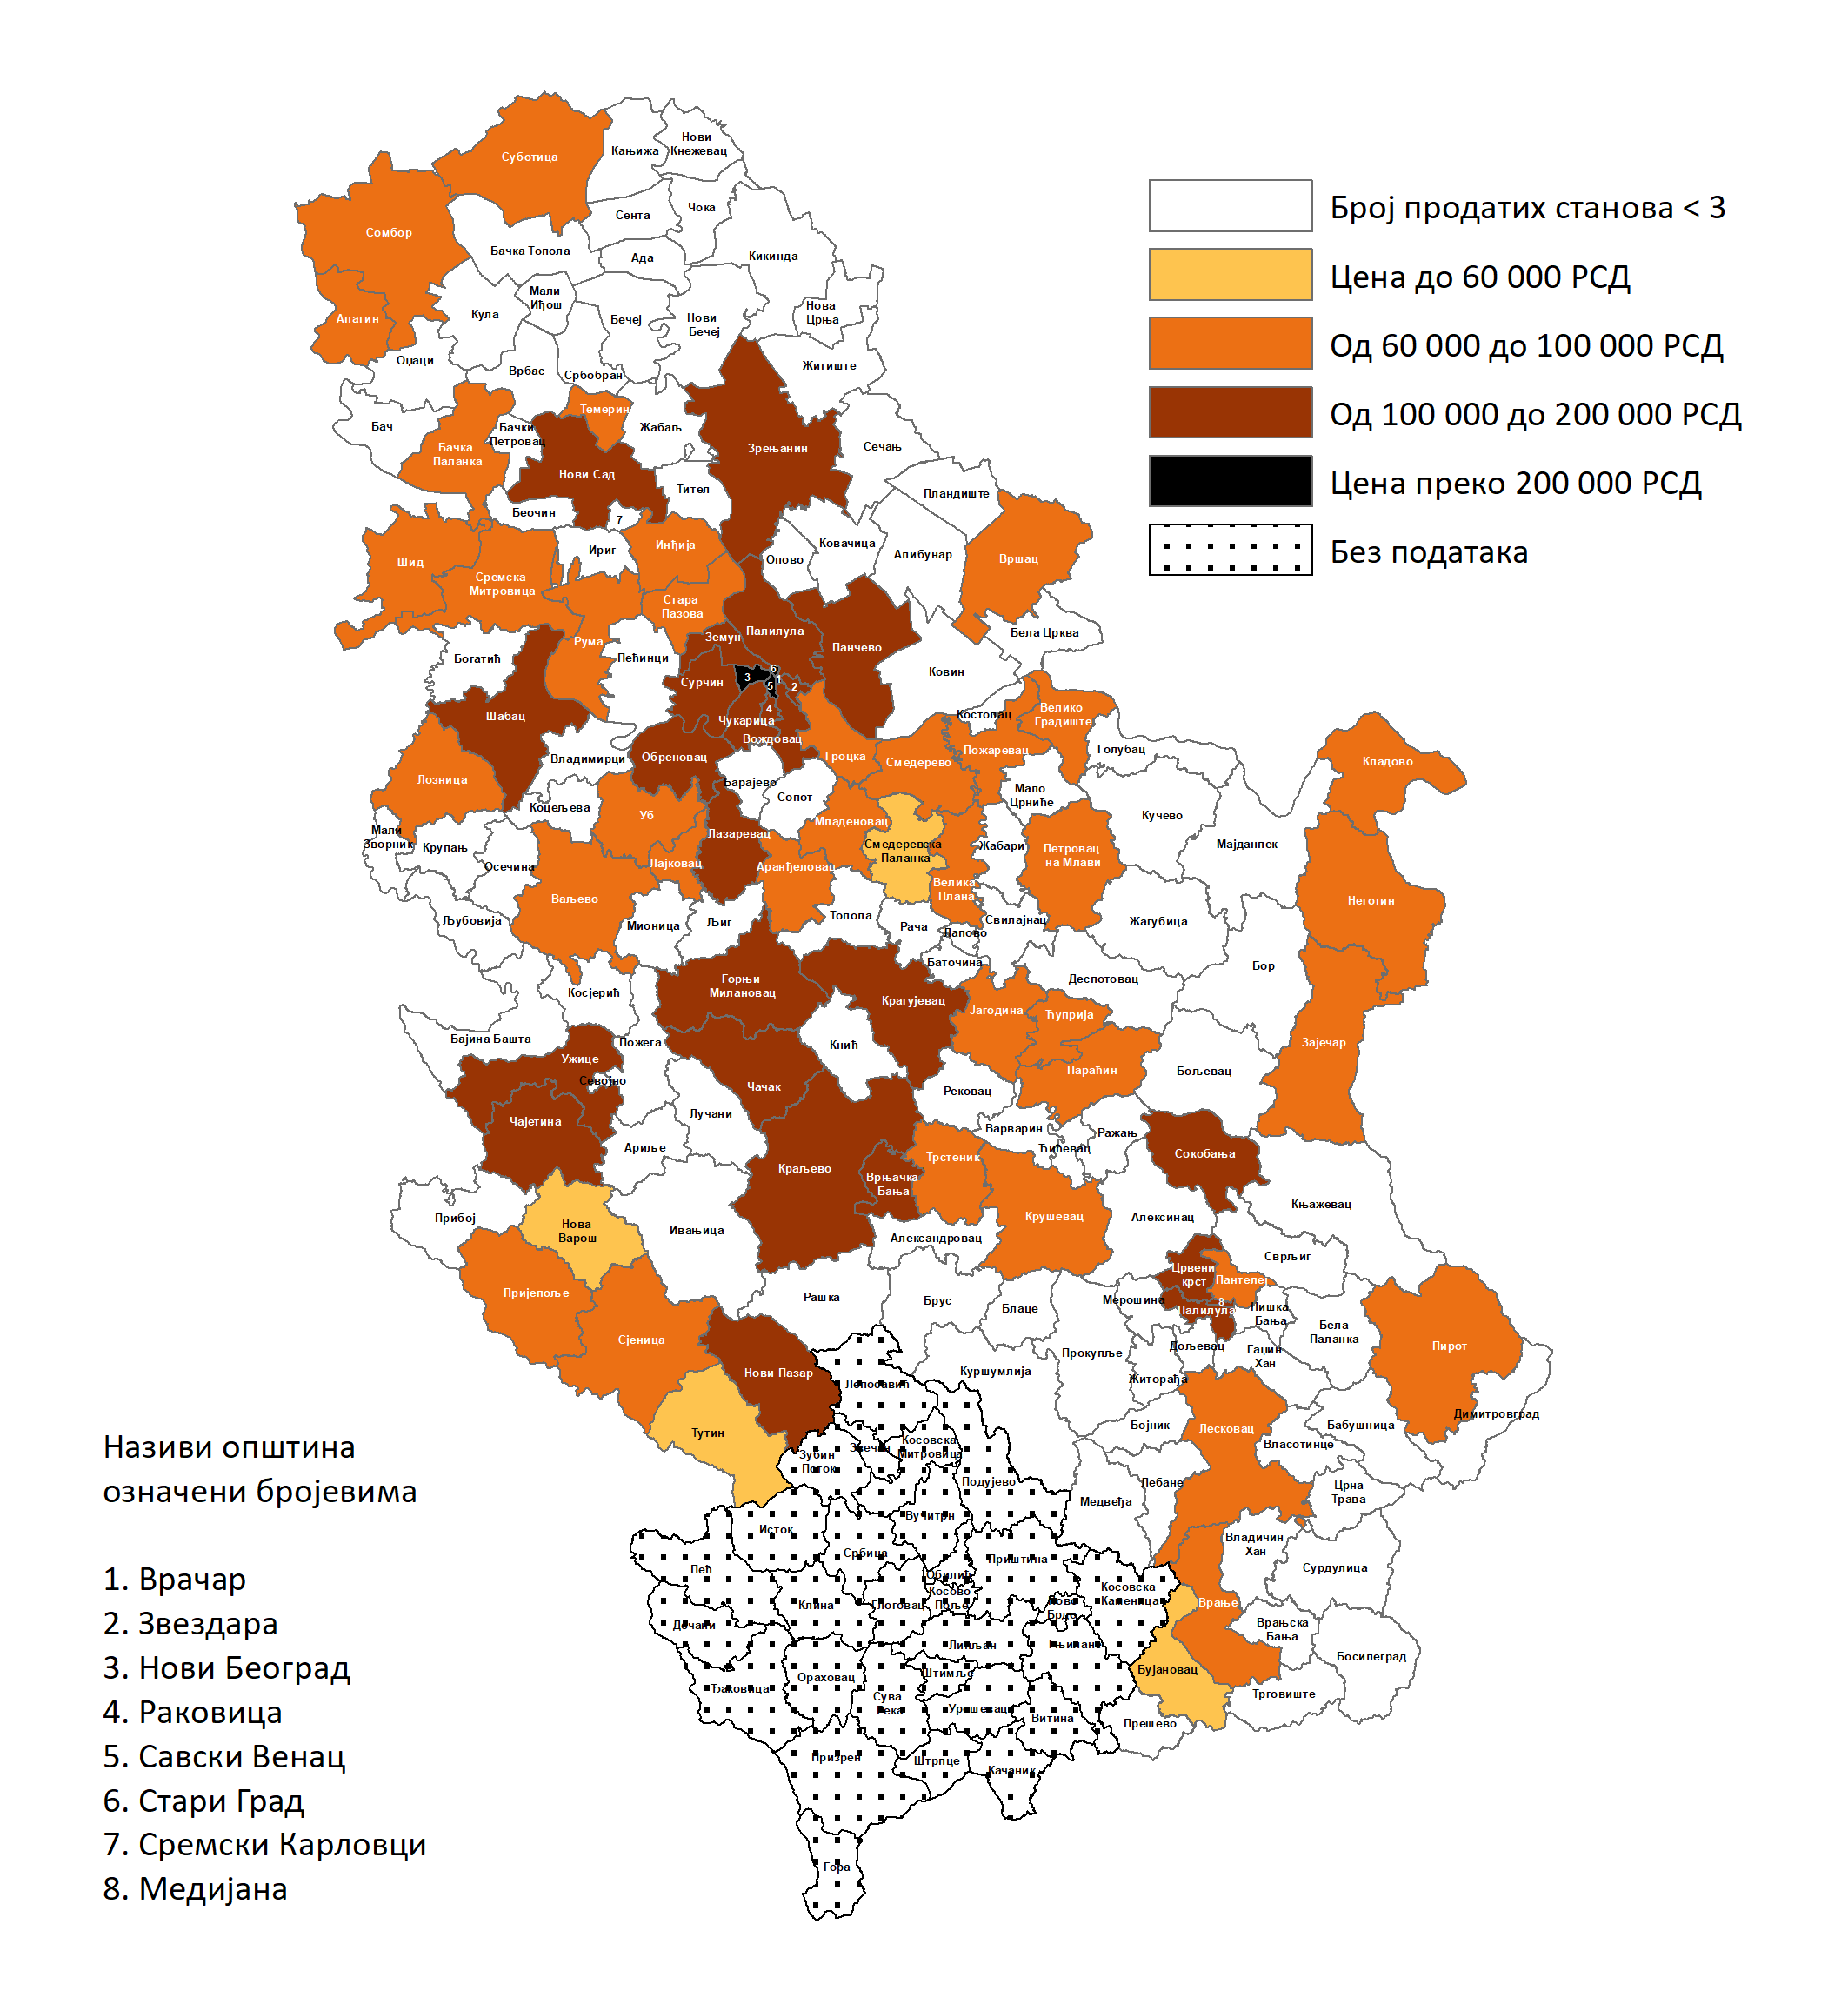 Суботица
Кањижа
Нови
Кнежевац
Сомбор
Сента
Чока
Бачка Топола
Ада
Кикинда
Апатин
Кула
Мали
Иђош
Бечеј
Нови
Бечеј
Нова
Црња
Оџаци
Врбас
Србобран
Житиште
Темерин
Бач
Бачка
Паланка
Бачки
Петровац
Жабаљ
Зрењанин
Сечањ
Нови Сад
Тител
Пландиште
Беочин
7
Шид
Ириг
Инђија
Опово
Ковачица
Алибунар
Вршац
Сремска
Митровица
Стара
Пазова
Рума
Земун
Палилула
Панчево
Бела Црква
Богатић
Пећинци
Сурчин
3
6
1
5
2
4
Ковин
Шабац
Чукарица
Вождовац
Костолац
Велико
Градиште
Владимирци
Обреновац
Гроцка
Смедерево
Пожаревац
Голубац
Кладово
Лозница
Барајево
Сопот
Мало
Црниће
Коцељева
Уб
Кучево
Мали
Зворник
Крупањ
Лазаревац
Младеновац
Смедеревска
Паланка
Жабари
Петровац
на Млави
Мајданпек
Осечина
Лајковац
Аранђеловац
Велика
Плана
Ваљево
Неготин
Љубовија
Мионица
Љиг
Топола
Рача
Лапово
Свилајнац
Жагубица
Баточина
Бор
Косјерић
Горњи
Милановац
Крагујевац
Деспотовац
Јагодина
Ћуприја
Бајина Башта
Ужице
Пожега
Кнић
Зајечар
Севојно
Чачак
Рековац
Параћин
Бољевац
Чајетина
Лучани
Ариље
Варварин
Ћићевац
Ражањ
Сокобања
Краљево
Врњачка
Бања
Трстеник
Прибој
Нова
Варош
Ивањица
Александровац
Крушевац
Алексинац
Књажевац
Сврљиг
Пријепоље
Рашка
Брус
Блаце
Мерошина
Црвени
крст
Пантелеј
8
Палилула
Нишка
Бања
Бела
Паланка
Пирот
Сјеница
Нови Пазар
Куршумлија
Прокупље
Дољевац
Гаџин
Хан
Лепосавић
Житорађа
Тутин
Бојник
Лесковац
Бабушница
Димитровград
Власотинце
Зубин
Поток
Звечан
Косовска
Митровица
Подујево
Медвеђа
Лебане
Црна
Трава
Исток
Вучитрн
Владичин
Хан
Србица
Приштина
Сурдулица
Пећ
Обилић
Косово
Поље
Косовска
Каменица
Клина
Глоговац
Ново
Брдо
Врање
Дечани
Липљан
Гњилане
Врањска
Бања
Босилеград
Ђаковица
Ораховац
Штимље
Бујановац
Сува
Река
Урошевац
Витина
Трговиште
Прешево
Призрен
Штрпце
Качаник
Гора
Број продатих станова < 3
Цена до 60 000 РСД
Од 60 000 до 100 000 РСД
Од 100 000 до 200 000 РСД
Цена преко 200 000 РСД
Без података
Називи општина
означени бројевима
1. Врачар
2. Звездара
3. Нови Београд
4. Раковица
5. Савски Венац
6. Стари Град
7. Сремски Карловци
8. Медијана